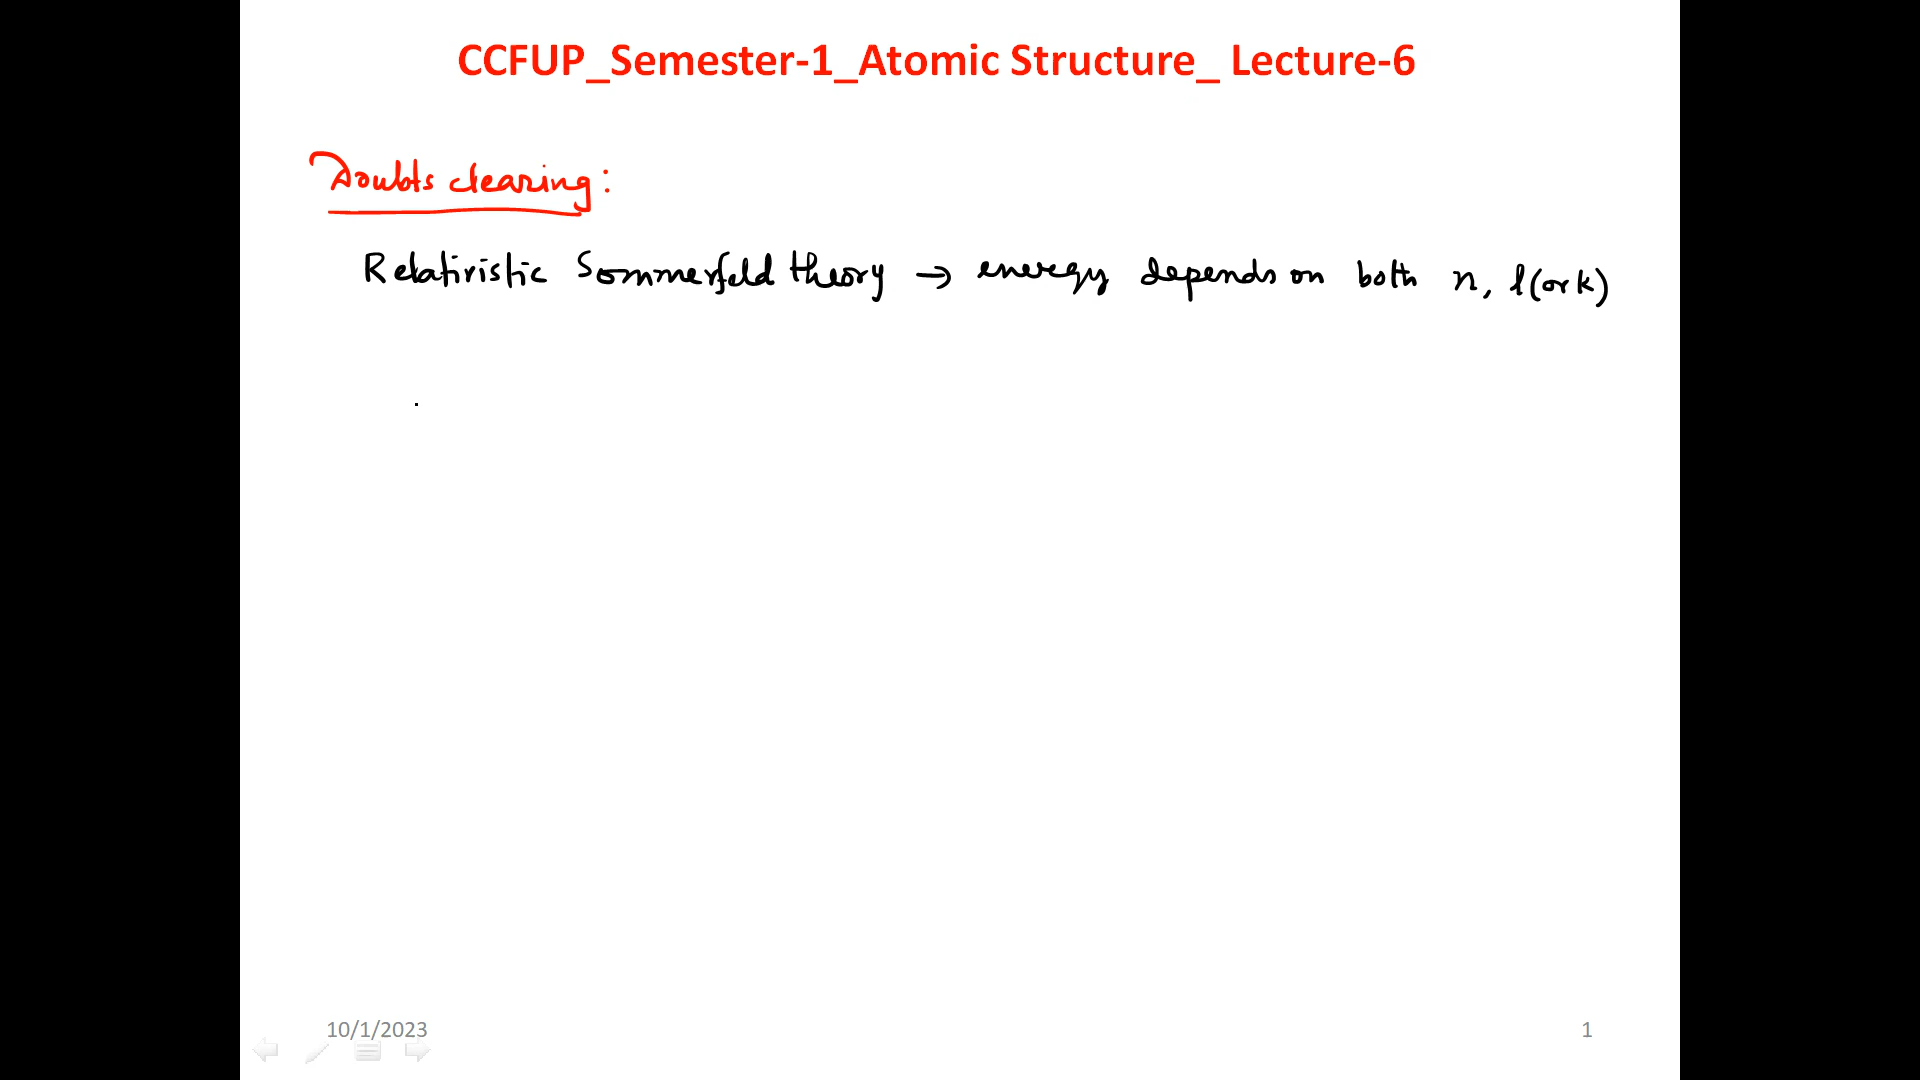 CCFUP_Semester-1_Atomic Structure_ Lecture-6
Doubts clearing:
Relativistic Sommerfeld theory → energy depends on both n, l (or k)
10/1/2023
1